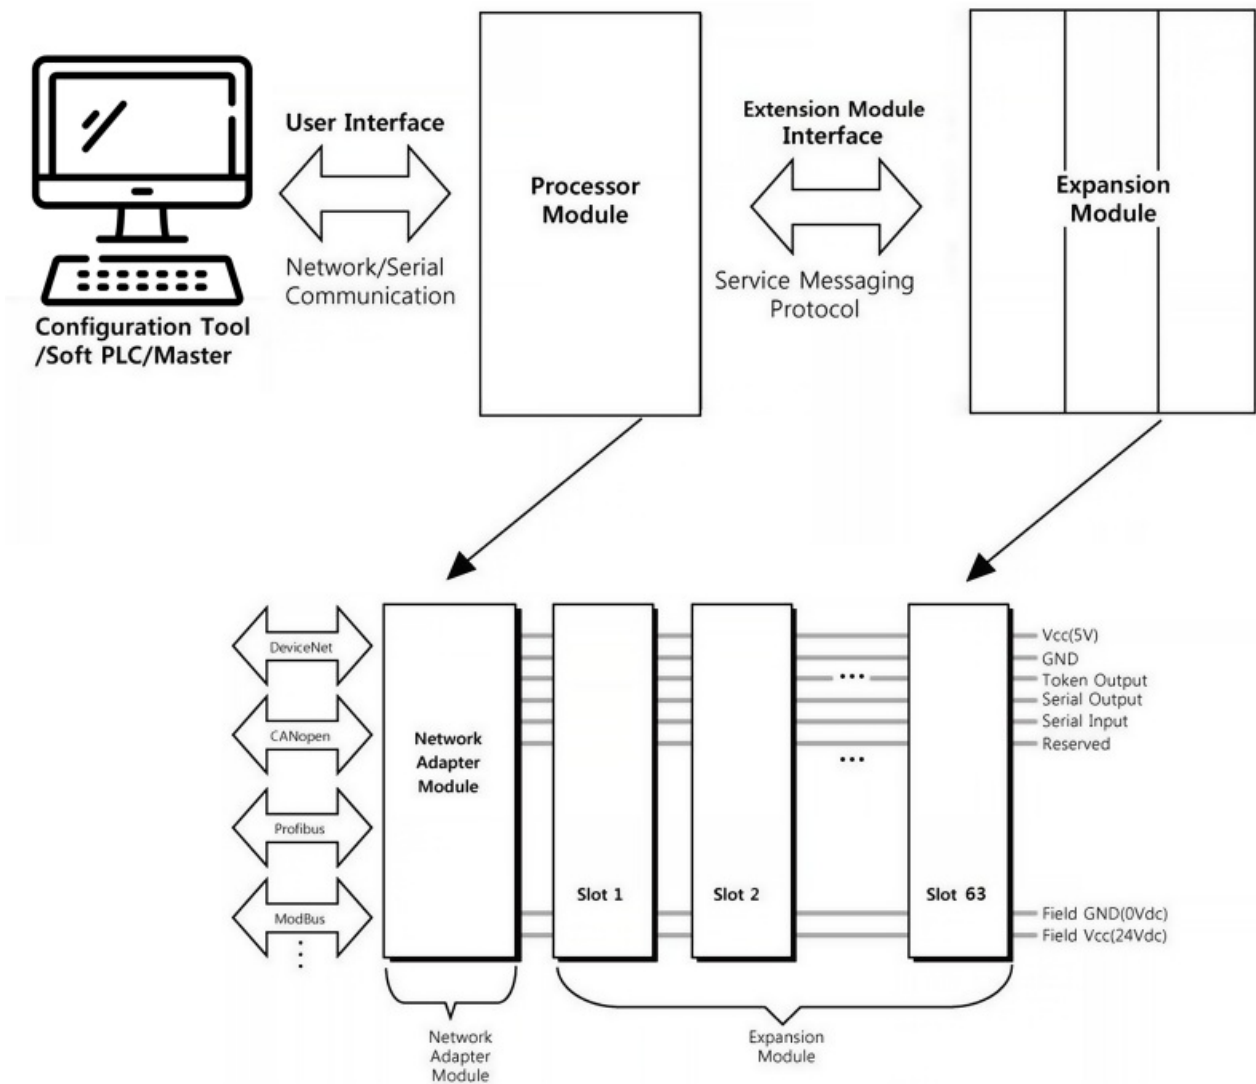 User Interface
Network/Serial
Communication
Configuration Tool
/Soft PLC/Master
Processor
Module
Extension Module
Interface
Service Messaging
Protocol
Expansion
Module
DeviceNet
CANopen
Profibus
ModBus
Network
Adapter
Module
Slot 1
Slot 2
Slot 63
Vcc(5V)
GND
Token Output
Serial Output
Serial Input
Reserved
Field GND(0Vdc)
Field Vcc(24Vdc)
Network
Adapter
Module
Expansion
Module